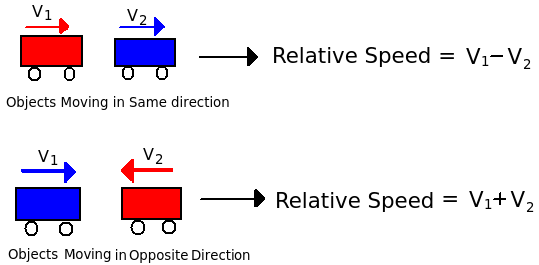 V1 V2
Relative Speed = V1−V2
Objects Moving in Same direction
V1 V2
Relative Speed = V1+V2
Objects Moving in Opposite Direction